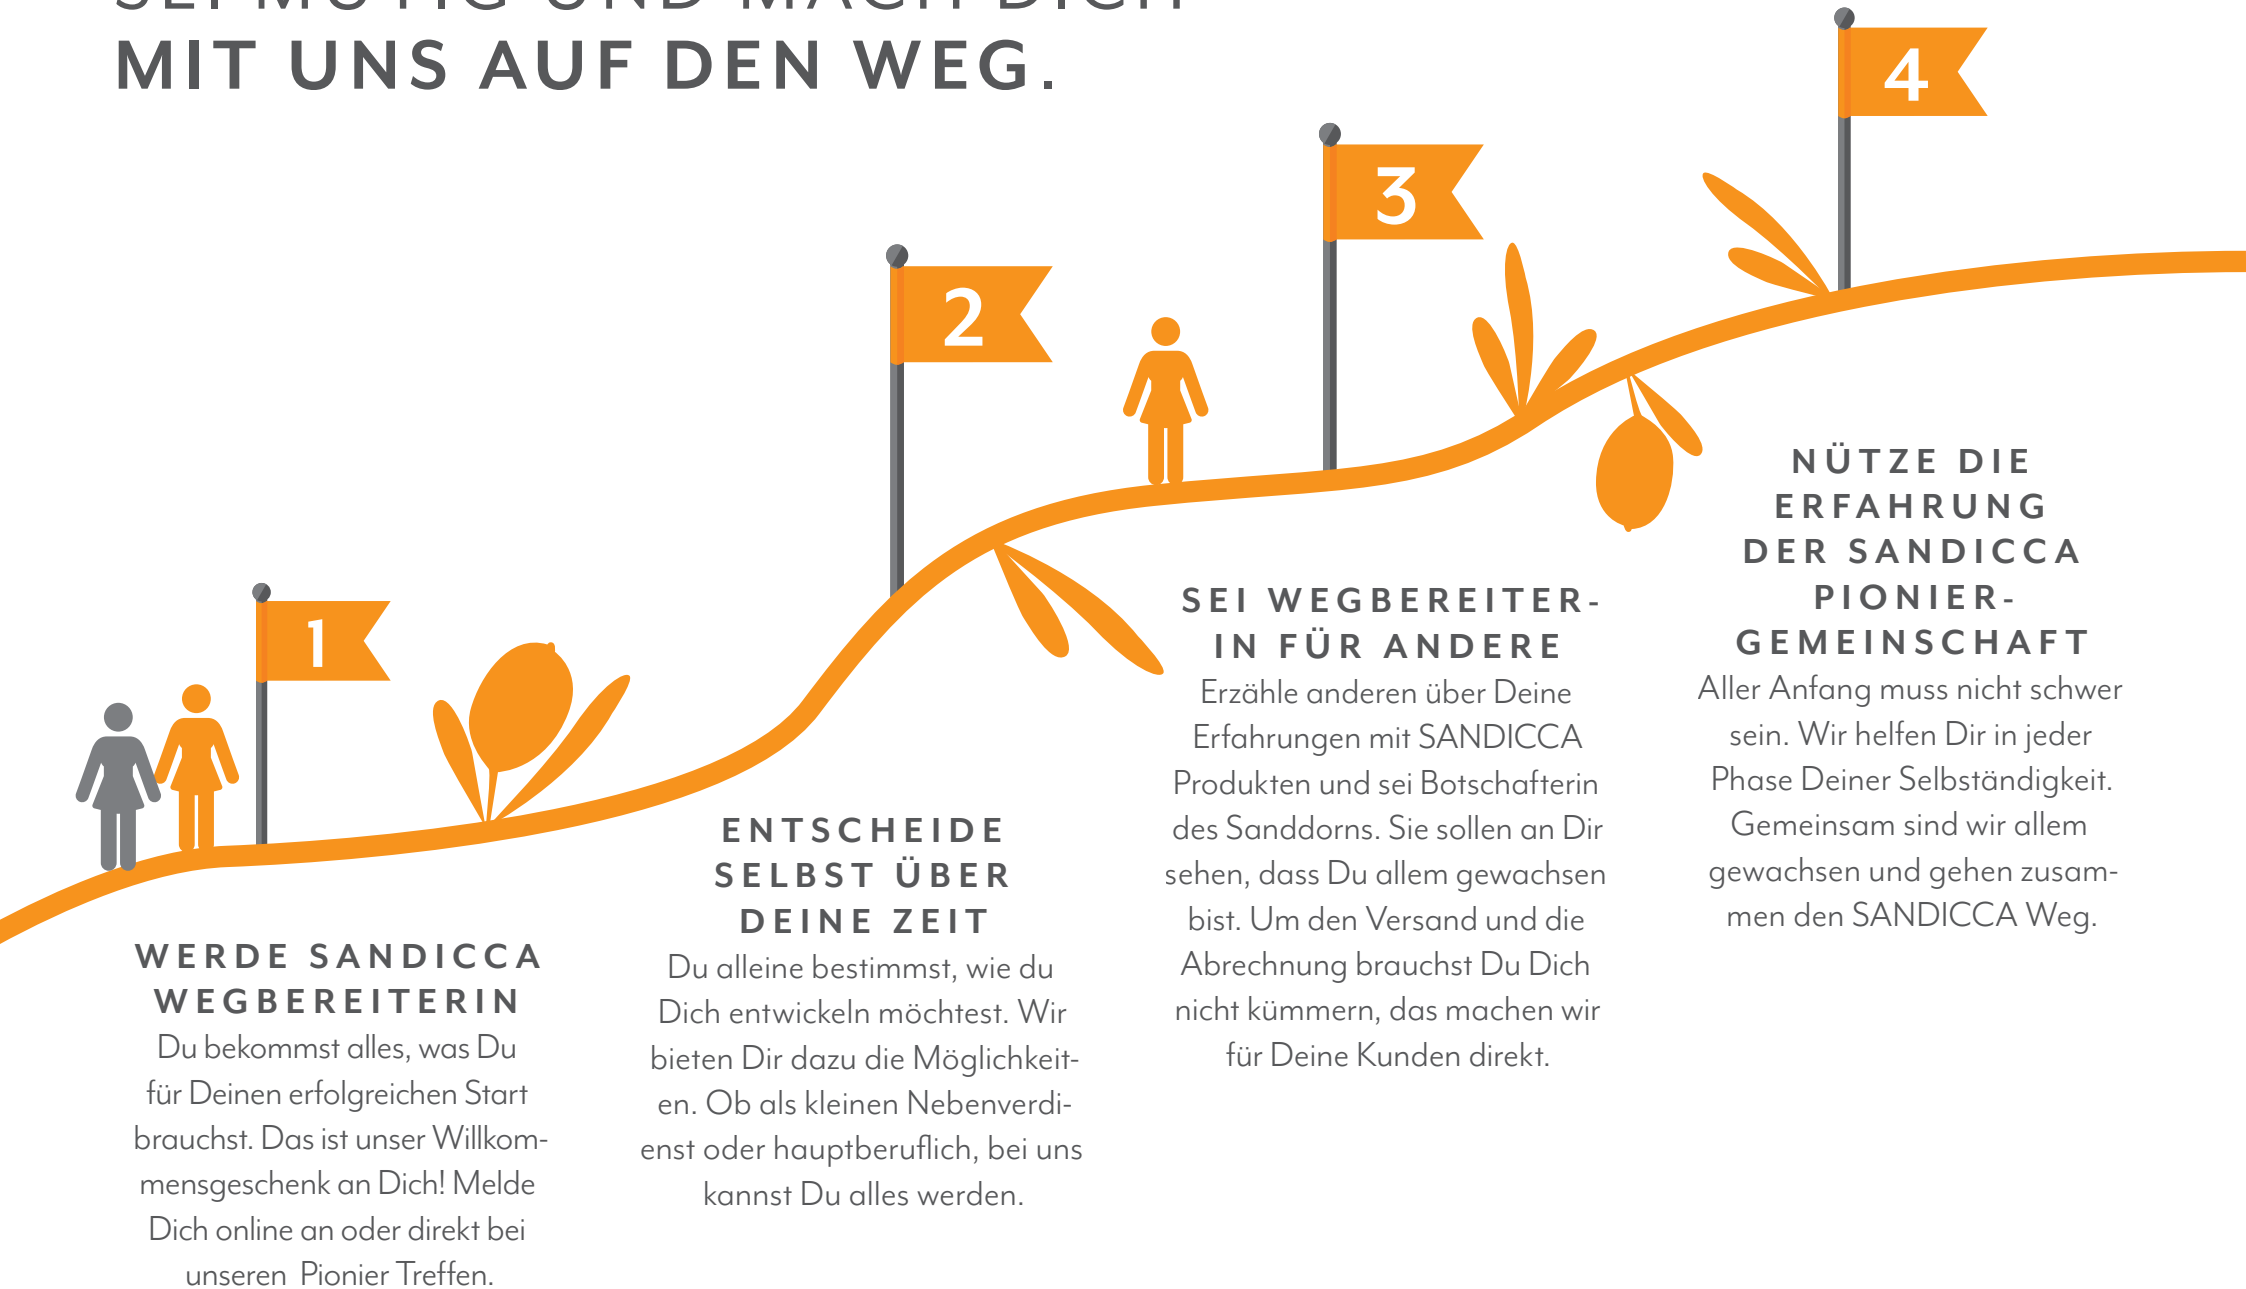 SEI MUTIG UND MACH DICH
MIT UNS AUF DEN WEG.
1
WERDE SANDICCA
WEGBEREITERIN
Du bekommst alles, was Du
für Deinen erfolgreichen Start
brauchst. Das ist unser Willkom-
mensgeschenk an Dich! Melde
Dich online an oder direkt bei
unseren Pionier Treffen.
2
ENTSCHEIDE
SELBST ÜBER
DEINE ZEIT
Du alleine bestimmst, wie du
Dich entwickeln möchtest. Wir
bieten Dir dazu die Möglichkeit-
en. Ob als kleinen Nebenverdi-
enst oder hauptberuflich, bei uns
kannst Du alles werden.
3
SEI WEGBEREITER-
IN FÜR ANDERE
Erzähle anderen über Deine
Erfahrungen mit SANDICCA
Produkten und sei Botschafterin
des Sanddorns. Sie sollen an Dir
sehen, dass Du allem gewachsen
bist. Um den Versand und die
Abrechnung brauchst Du Dich
nicht kümmern, das machen wir
für Deine Kunden direkt.
4
NÜTZE DIE
ERFAHRUNG
DER SANDICCA
PIONIER-
GEMEINSCHAFT
Aller Anfang muss nicht schwer
sein. Wir helfen Dir in jeder
Phase Deiner Selbständigkeit.
Gemeinsam sind wir allem
gewachsen und gehen zusam-
men den SANDICCA Weg.